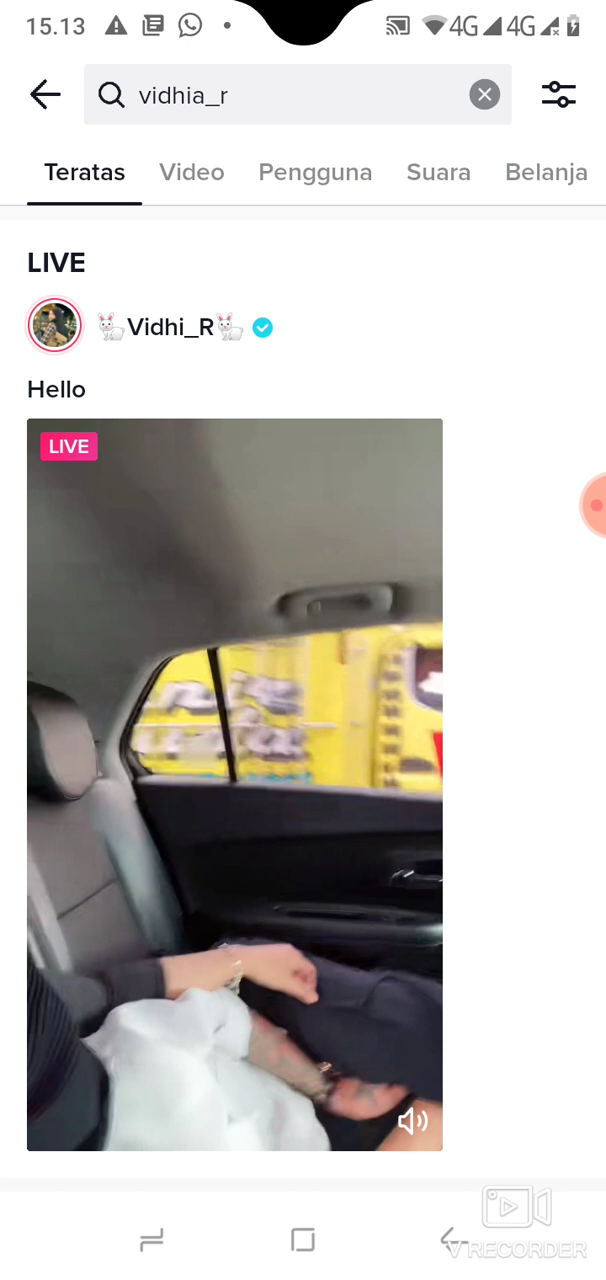 15.13 4G 4G
vidhia_r
Teratas Video Pengguna Suara Belanja
LIVE
🐇Vidhi_R🐇
Hello
LIVE
V RECORDER